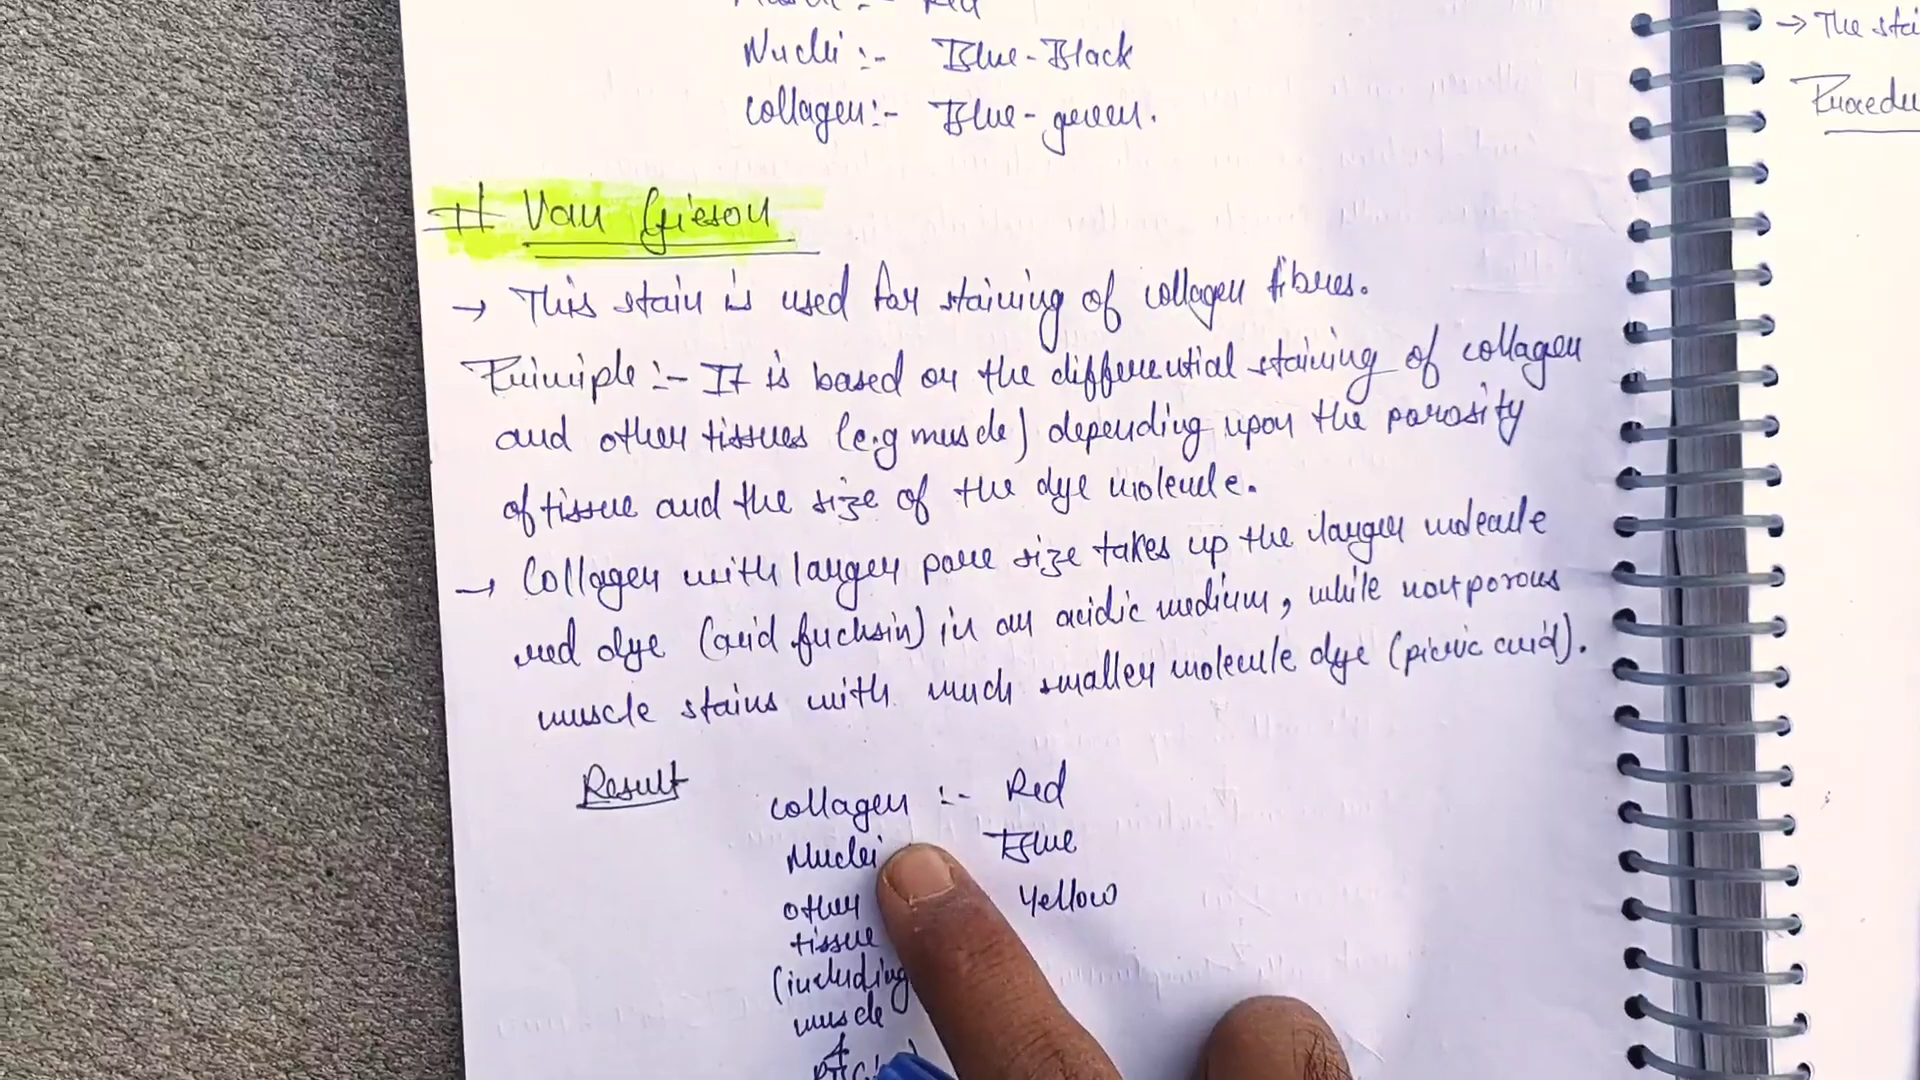 :- Red
Nuclei :- Blue-Black
collagen:- Blue-green.
→ The stai
# Van Gieson
→ This stain is used for staining of collagen fibres.
Principle :- It is based on the differential staining of collagen
and other tissues (e.g muscle) depending upon the porosity
of tissue and the size of the dye molecule.
→ Collagen with larger pore size takes up the larger molecule
red dye (acid fuchsin) in an acidic medium, while nonporous
muscle stains with much smaller molecule dye (picric acid).
Result
collagen :- Red
Nuclei Blue
other Yellow
tissue
(including
muscle